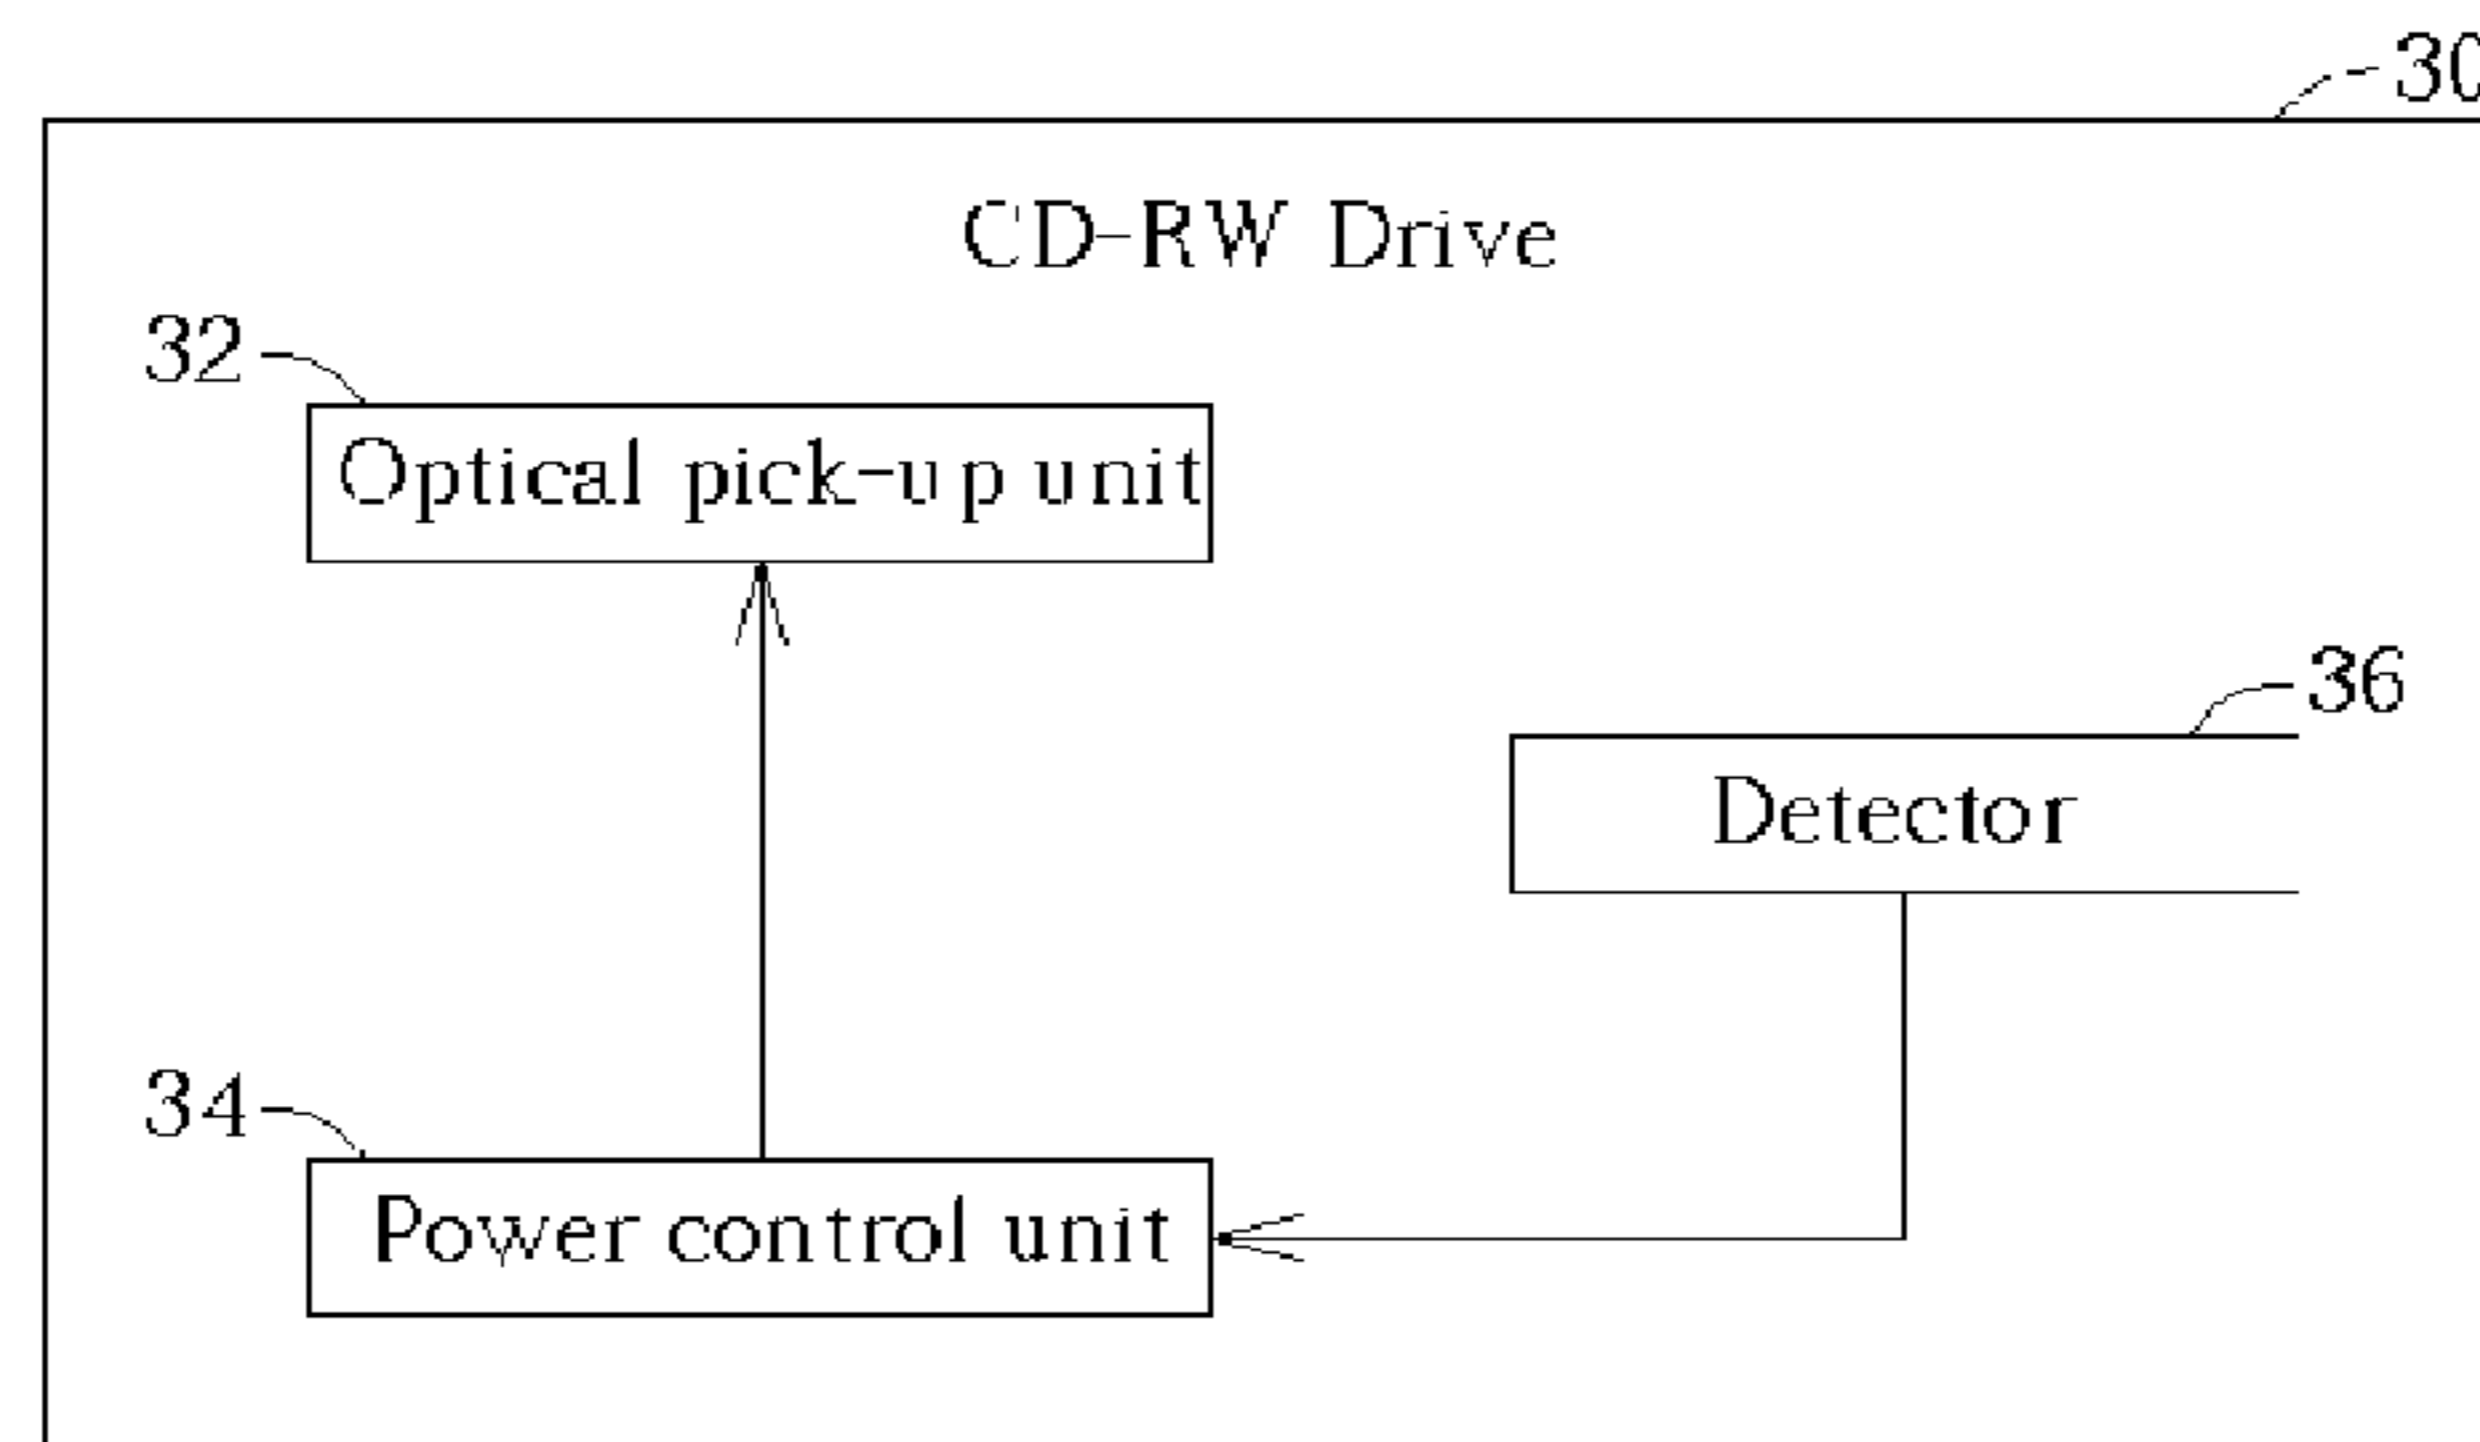 30
CD-RW Drive
32
Optical pick-up unit
36
Detector
34
Power control unit